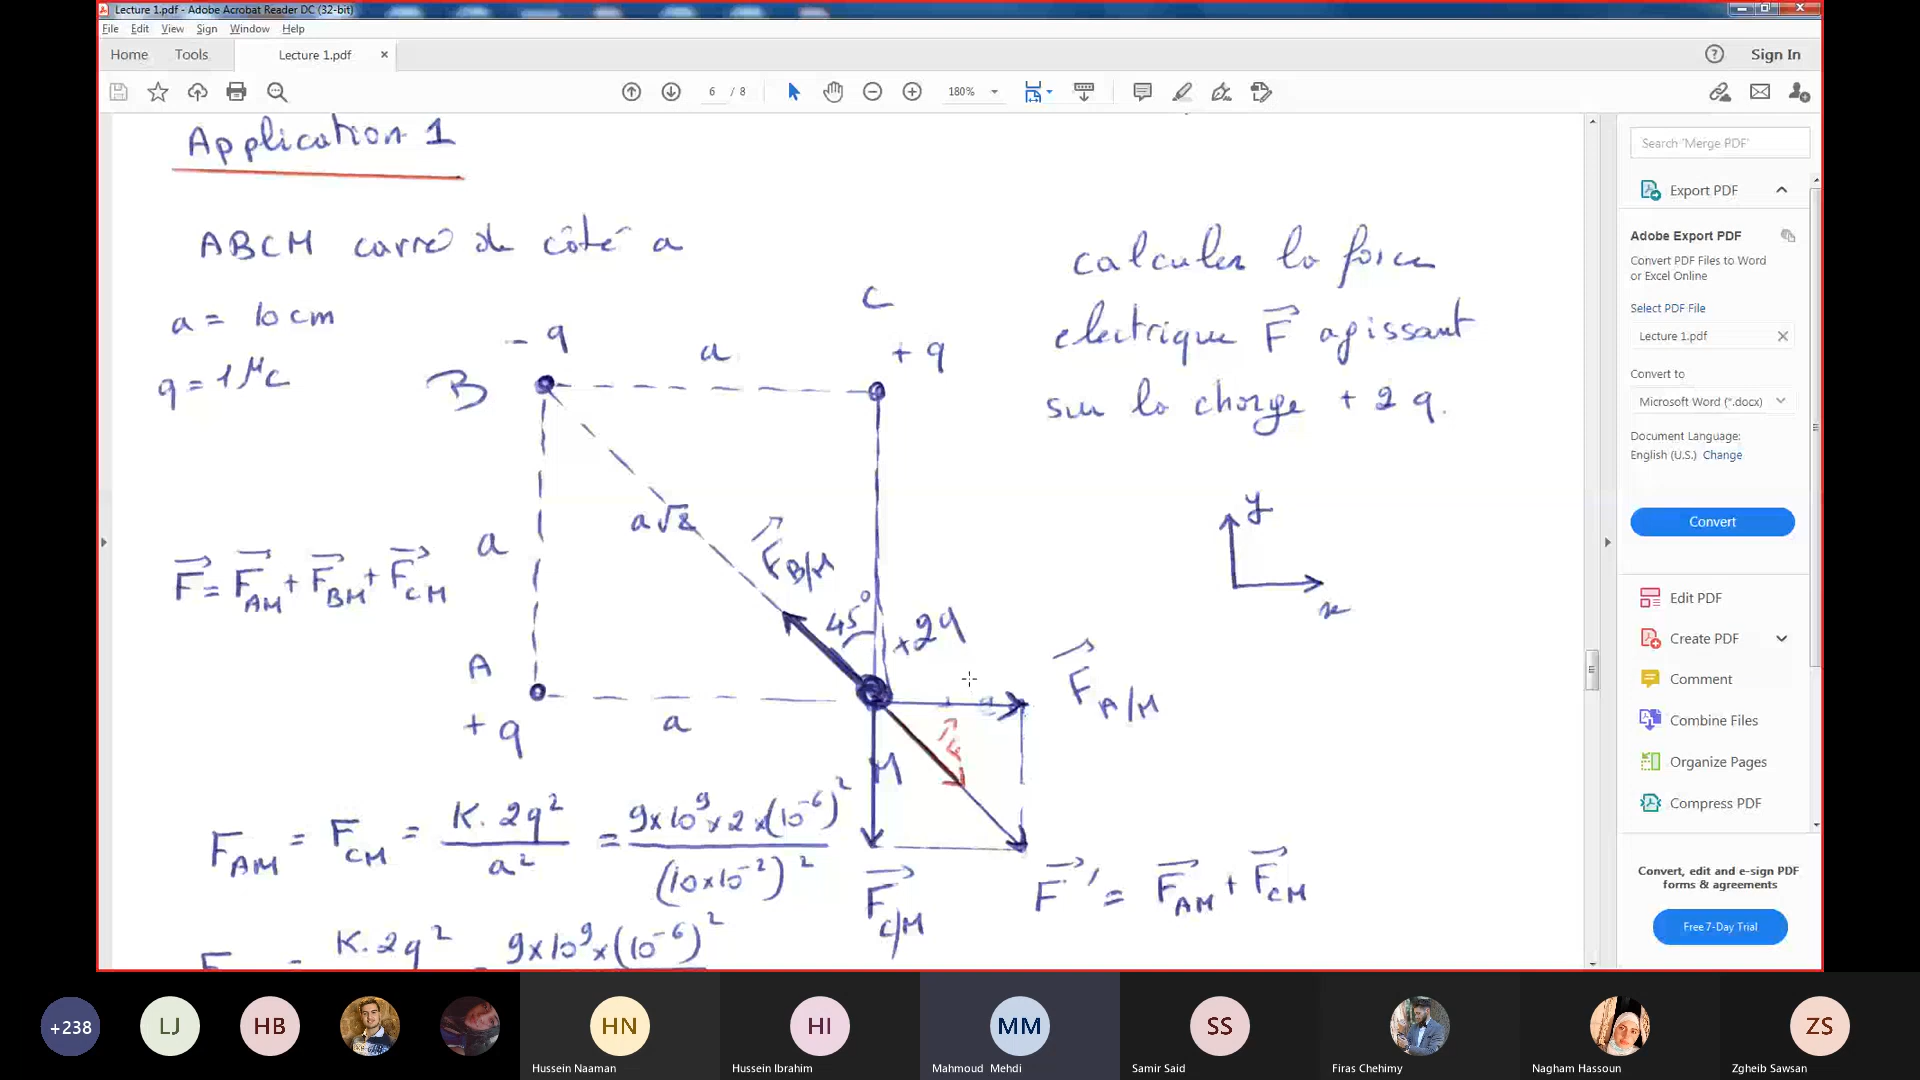 Lecture 1.pdf - Adobe Acrobat Reader DC (32-bit)
File Edit View Sign Window Help
Home Tools Lecture 1.pdf × Sign In
6 / 8 180%
Application 1
ABCM carré de côté a
a = 10 cm
q = 1 μC
calculer la force
electrique F⃗ agissant
sur la charge + 2 q.
C
- q
a
+ q
B
y
x
a√2
F⃗ B/M
a
F⃗ = F⃗AM + F⃗BM + F⃗CM
45°
+2q
A
+ q
a
F⃗ A/M
M
F⃗
F AM = F CM = K. 2q² / a² = 9x10⁹x2x(10⁻⁶)² / (10x10⁻²)²
F⃗ C/M
F⃗' = F⃗AM + F⃗CM
K. 2q² 9x10⁹x(10⁻⁶)²
Search 'Merge PDF'
Export PDF
Adobe Export PDF
Convert PDF Files to Word
or Excel Online
Select PDF File
Lecture 1.pdf ×
Convert to
Microsoft Word (*.docx)
Document Language:
English (U.S.) Change
Convert
Edit PDF
Create PDF
Comment
Combine Files
Organize Pages
Compress PDF
Convert, edit and e-sign PDF
forms & agreements
Free 7-Day Trial
+238 LJ HB HN HI MM SS ZS
Hussein Naaman Hussein Ibrahim Mahmoud Mehdi Samir Said Firas Chehimy Nagham Hassoun Zgheib Sawsan